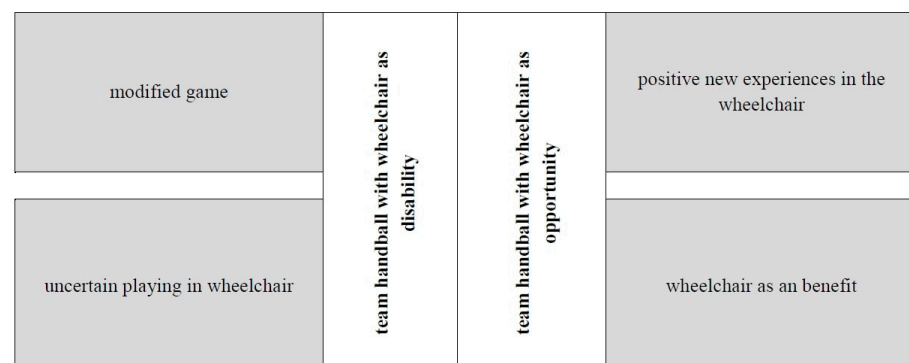 modified game
uncertain playing in wheelchair
team handball with wheelchair as
disability
team handball with wheelchair as
opportunity
positive new experiences in the
wheelchair
wheelchair as an benefit